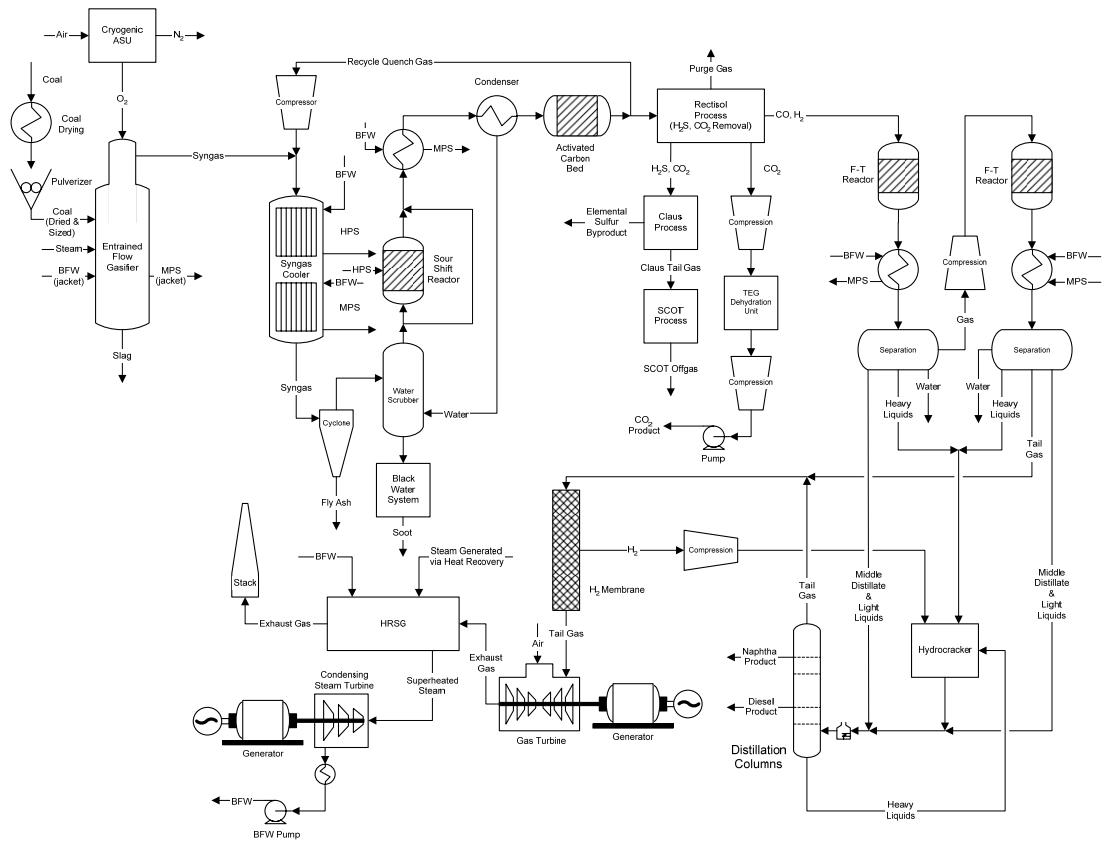 Cryogenic
ASU
Air
N2
Coal
O2
Coal
Drying
Pulverizer
Coal
(Dried &
Sized)
Steam
BFW
(jacket)
Entrained
Flow
Gasifier
MPS
(jacket)
Slag
Syngas
Recycle Quench Gas
Compressor
BFW
Syngas
Cooler
HPS
HPS
BFW
MPS
Syngas
Cyclone
Fly Ash
BFW
MPS
Sour
Shift
Reactor
Water
Scrubber
Water
Black
Water
System
Soot
Condenser
Activated
Carbon
Bed
Purge Gas
Rectisol
Process
(H2S, CO2 Removal)
CO, H2
H2S, CO2
CO2
Elemental
Sulfur
Byproduct
Claus
Process
Claus Tail Gas
SCOT
Process
SCOT Offgas
Compression
TEG
Dehydration
Unit
Compression
CO2
Product
Pump
F-T
Reactor
F-T
Reactor
BFW
MPS
Compression
BFW
MPS
Gas
Separation
Separation
Heavy
Liquids
Water
Water
Heavy
Liquids
Tail
Gas
H2
Compression
H2 Membrane
Tail Gas
Air
Middle
Distillate
&
Light
Liquids
Middle
Distillate
&
Light
Liquids
Tail
Gas
Hydrocracker
Naphtha
Product
Diesel
Product
Distillation
Columns
Heavy
Liquids
Stack
BFW
Steam Generated
via Heat Recovery
Exhaust Gas
HRSG
Exhaust
Gas
Superheated
Steam
Condensing
Steam Turbine
Generator
Gas Turbine
Generator
BFW
BFW Pump